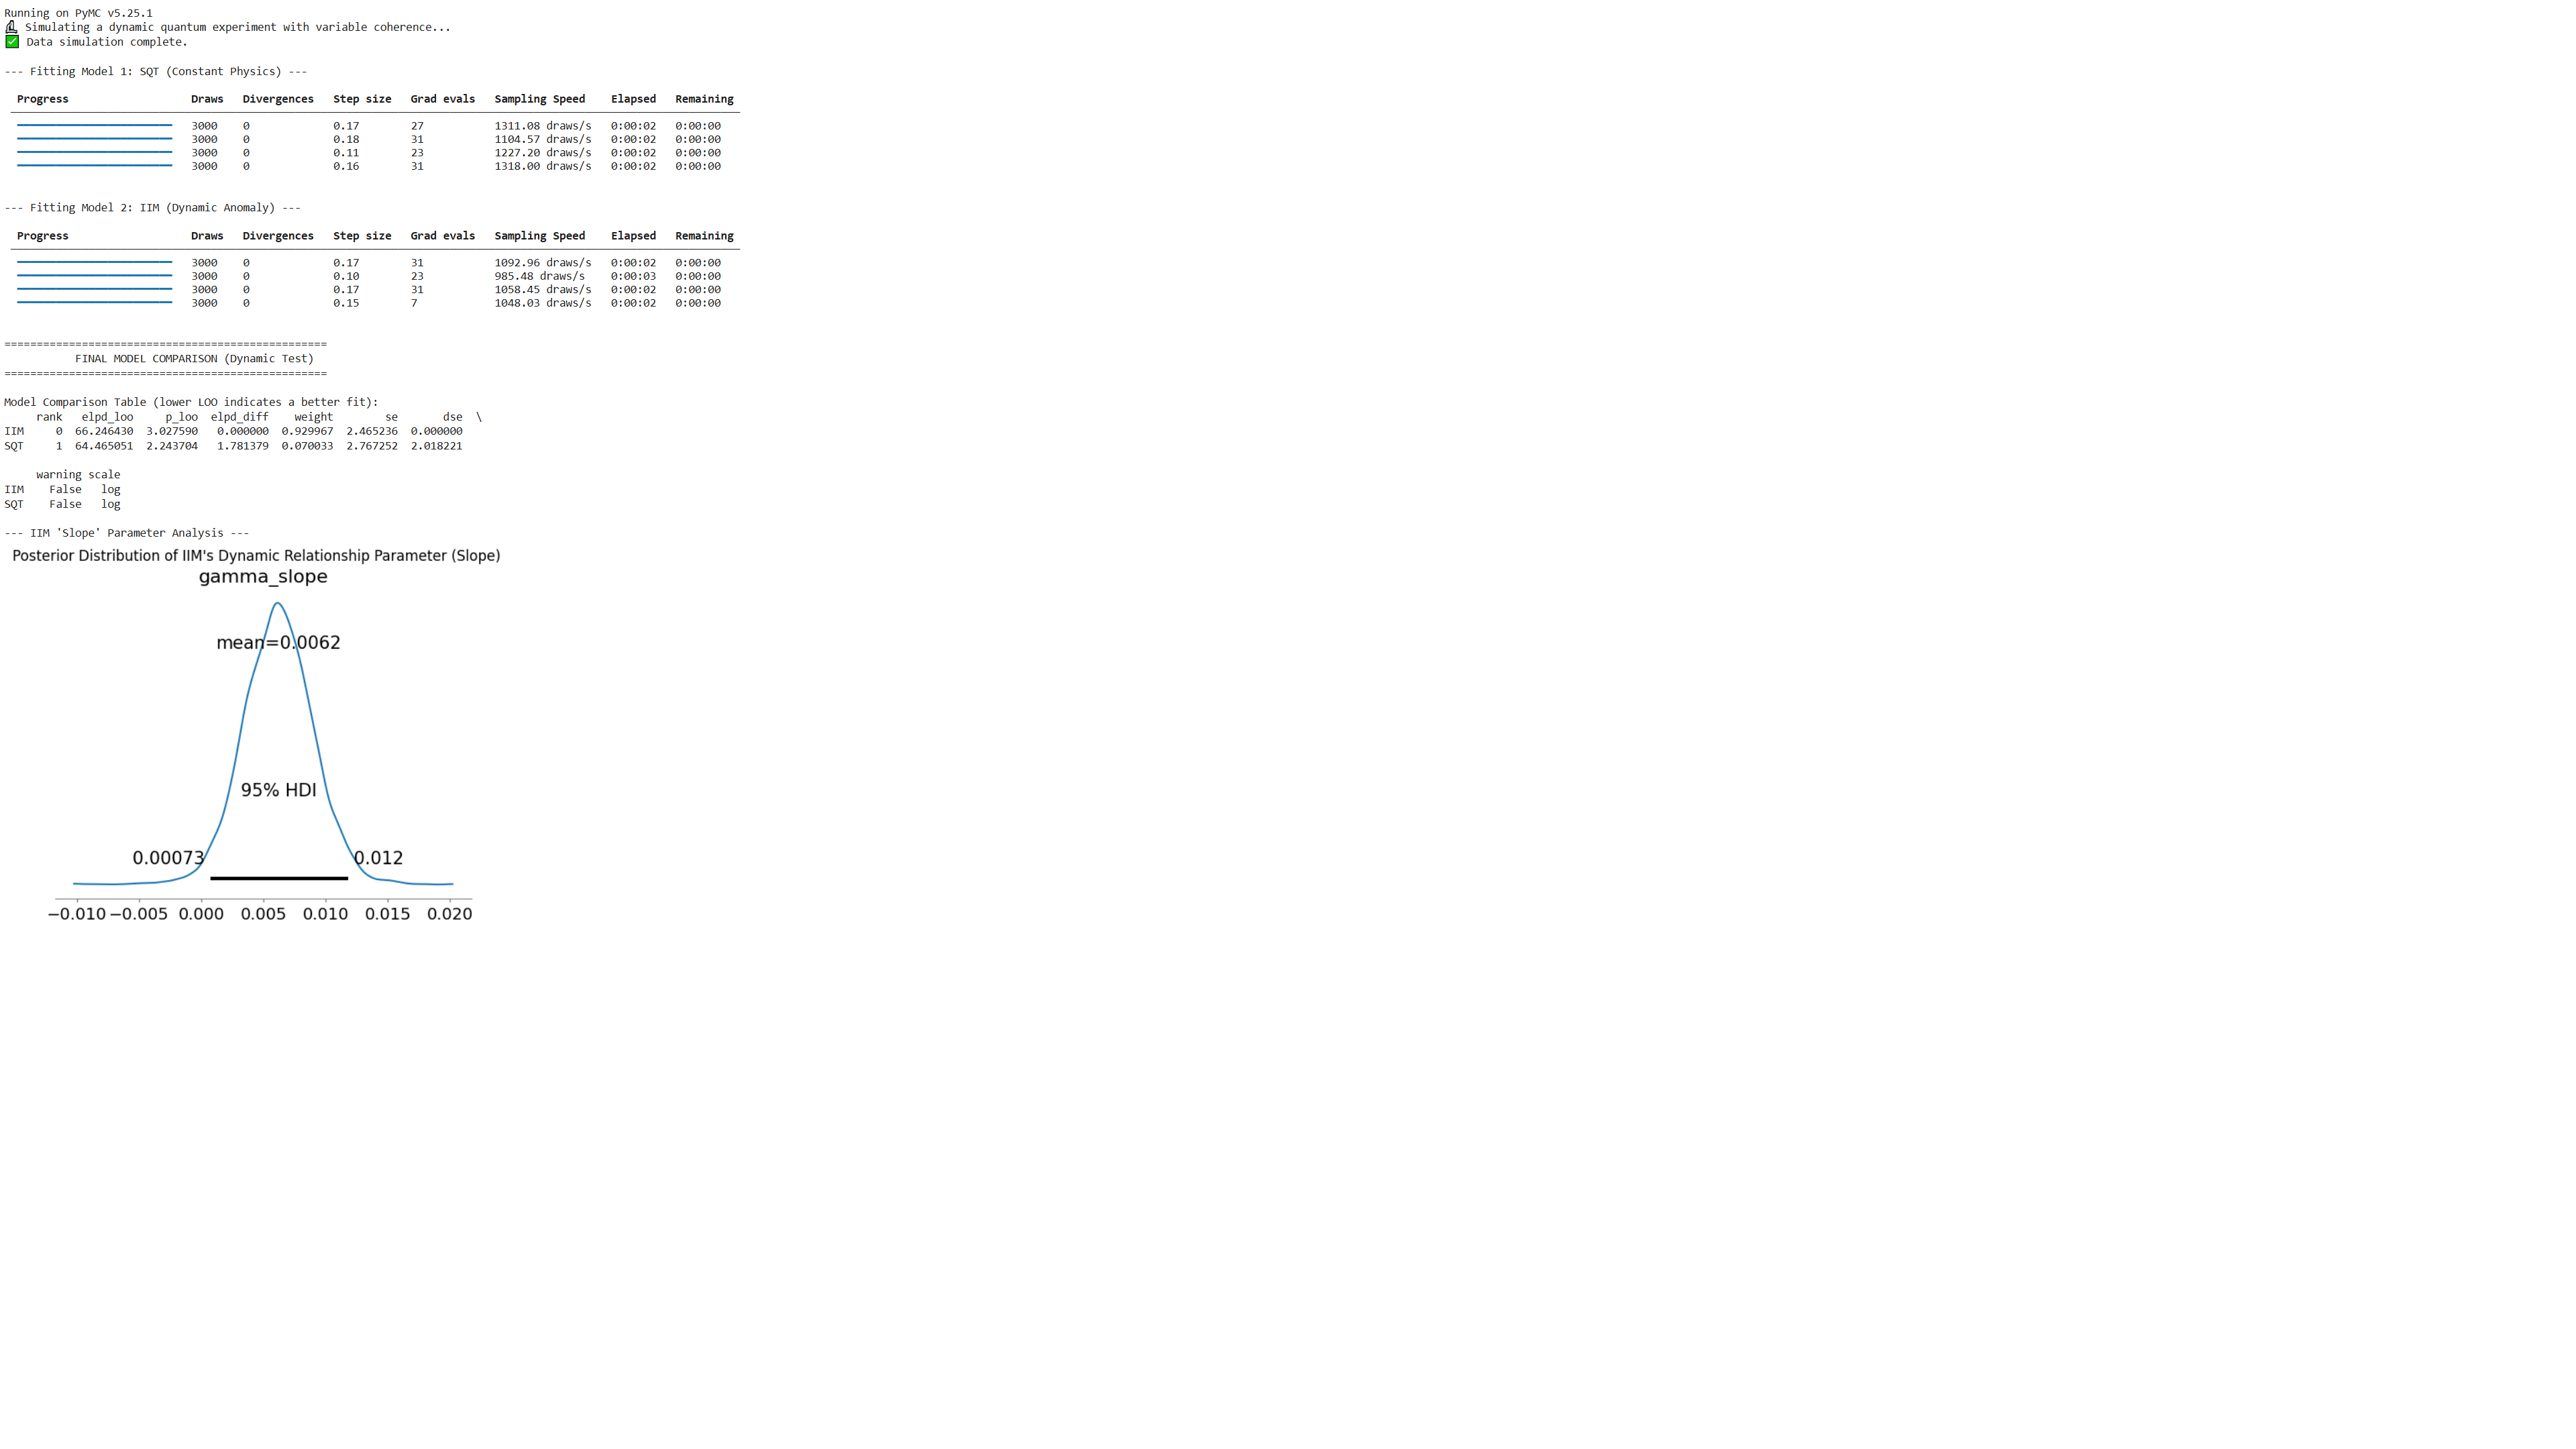 Running on PyMC v5.25.1
🔬 Simulating a dynamic quantum experiment with variable coherence...
✅ Data simulation complete.
--- Fitting Model 1: SQT (Constant Physics) ---
Progress Draws Divergences Step size Grad evals Sampling Speed Elapsed Remaining
3000 0 0.17 27 1311.08 draws/s 0:00:02 0:00:00
3000 0 0.18 31 1104.57 draws/s 0:00:02 0:00:00
3000 0 0.11 23 1227.20 draws/s 0:00:02 0:00:00
3000 0 0.16 31 1318.00 draws/s 0:00:02 0:00:00
--- Fitting Model 2: IIM (Dynamic Anomaly) ---
Progress Draws Divergences Step size Grad evals Sampling Speed Elapsed Remaining
3000 0 0.17 31 1092.96 draws/s 0:00:02 0:00:00
3000 0 0.10 23 985.48 draws/s 0:00:03 0:00:00
3000 0 0.17 31 1058.45 draws/s 0:00:02 0:00:00
3000 0 0.15 7 1048.03 draws/s 0:00:02 0:00:00
==================================================
FINAL MODEL COMPARISON (Dynamic Test)
==================================================
Model Comparison Table (lower LOO indicates a better fit):
rank elpd_loo p_loo elpd_diff weight se dse \
IIM 0 66.246430 3.027590 0.000000 0.929967 2.465236 0.000000
SQT 1 64.465051 2.243704 1.781379 0.070033 2.767252 2.018221
warning scale
IIM False log
SQT False log
--- IIM 'Slope' Parameter Analysis ---
Posterior Distribution of IIM's Dynamic Relationship Parameter (Slope)
gamma_slope
mean=0.0062
95% HDI
0.00073 0.012
−0.010 −0.005 0.000 0.005 0.010 0.015 0.020